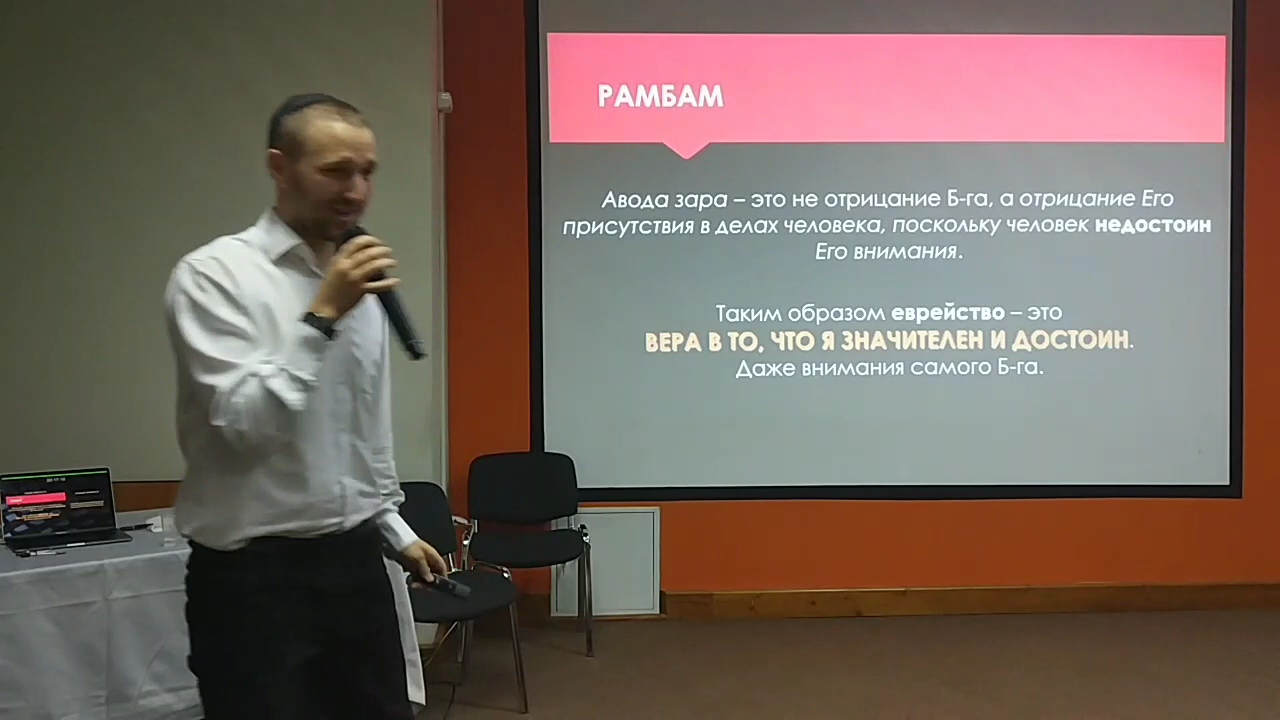 РАМБАМ
Авода зара – это не отрицание Б-га, а отрицание Его
присутствия в делах человека, поскольку человек недостоин
Его внимания.
Таким образом еврейство – это
ВЕРА В ТО, ЧТО Я ЗНАЧИТЕЛЕН И ДОСТОИН.
Даже внимания самого Б-га.